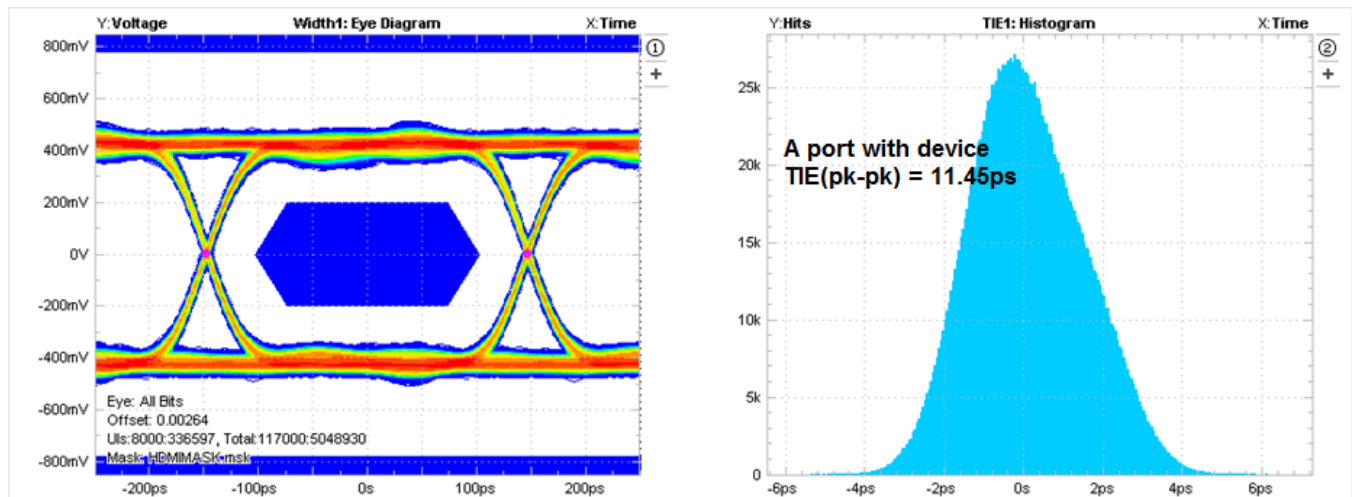 Y:Voltage Width1: Eye Diagram X:Time
800mV
600mV
400mV
200mV
0V
-200mV
-400mV
-600mV
-800mV
Eye: All Bits
Offset: 0.00264
UIs:8000:336597, Total:117000:5048930
Mask: HDMIMASK.msk
-200ps -100ps 0s 100ps 200ps
1
+
Y:Hits TIE1: Histogram X:Time
25k
20k
15k
10k
5k
0
A port with device
TIE(pk-pk) = 11.45ps
-6ps -4ps -2ps 0s 2ps 4ps 6ps
2
+